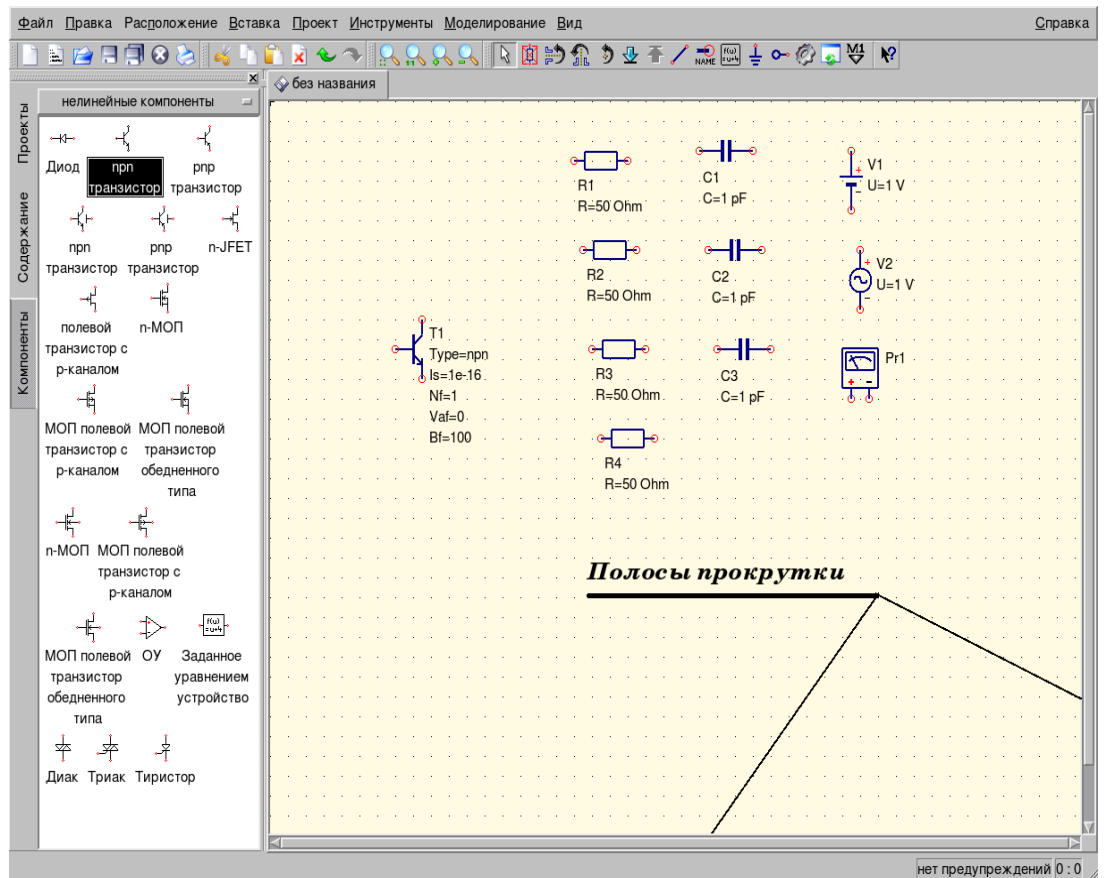 Файл Правка Расположение Вставка Проект Инструменты Моделирование Вид Справка
NAME f(u) =u+4 M1
без названия
Проекты
Содержание
Компоненты
нелинейные компоненты
Диод npn транзистор pnp транзистор
npn транзистор pnp транзистор n-JFET
полевой транзистор с p-каналом n-МОП
МОП полевой транзистор с p-каналом МОП полевой транзистор обедненного типа
n-МОП МОП полевой транзистор с p-каналом
f(u) =u+4
МОП полевой транзистор обедненного типа ОУ Заданное уравнением устройство
Диак Триак Тиристор
R1
R=50 Ohm
C1
C=1 pF
V1
U=1 V
R2
R=50 Ohm
C2
C=1 pF
V2
U=1 V
T1
Type=npn
Is=1e-16
Nf=1
Vaf=0
Bf=100
R3
R=50 Ohm
C3
C=1 pF
Pr1
R4
R=50 Ohm
Полосы прокрутки
нет предупреждений 0 : 0